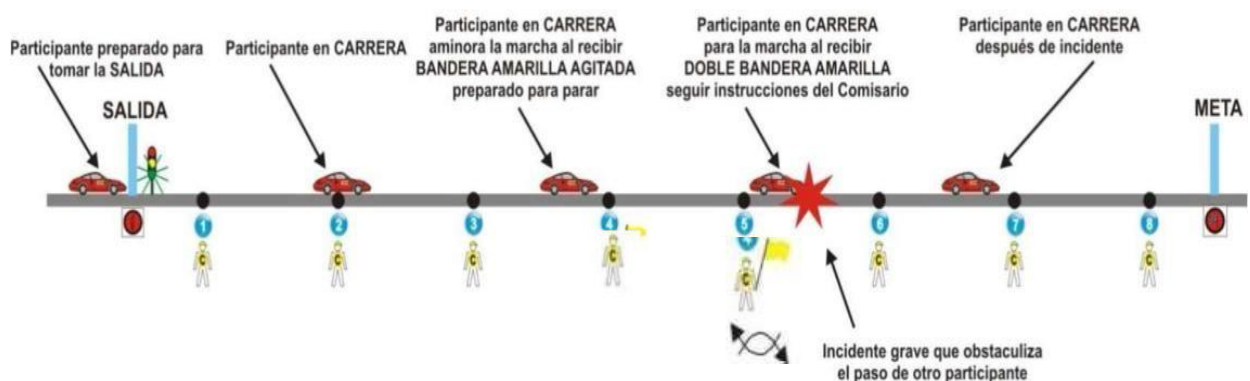 Participante preparado para
tomar la SALIDA
Participante en CARRERA
Participante en CARRERA
aminora la marcha al recibir
BANDERA AMARILLA AGITADA
preparado para parar
Participante en CARRERA
para la marcha al recibir
DOBLE BANDERA AMARILLA
seguir instrucciones del Comisario
Participante en CARRERA
después de incidente
SALIDA
META
1
2
3
4
5
6
7
8
C
C
C
C
C
C
C
C
Incidente grave que obstaculiza
el paso de otro participante